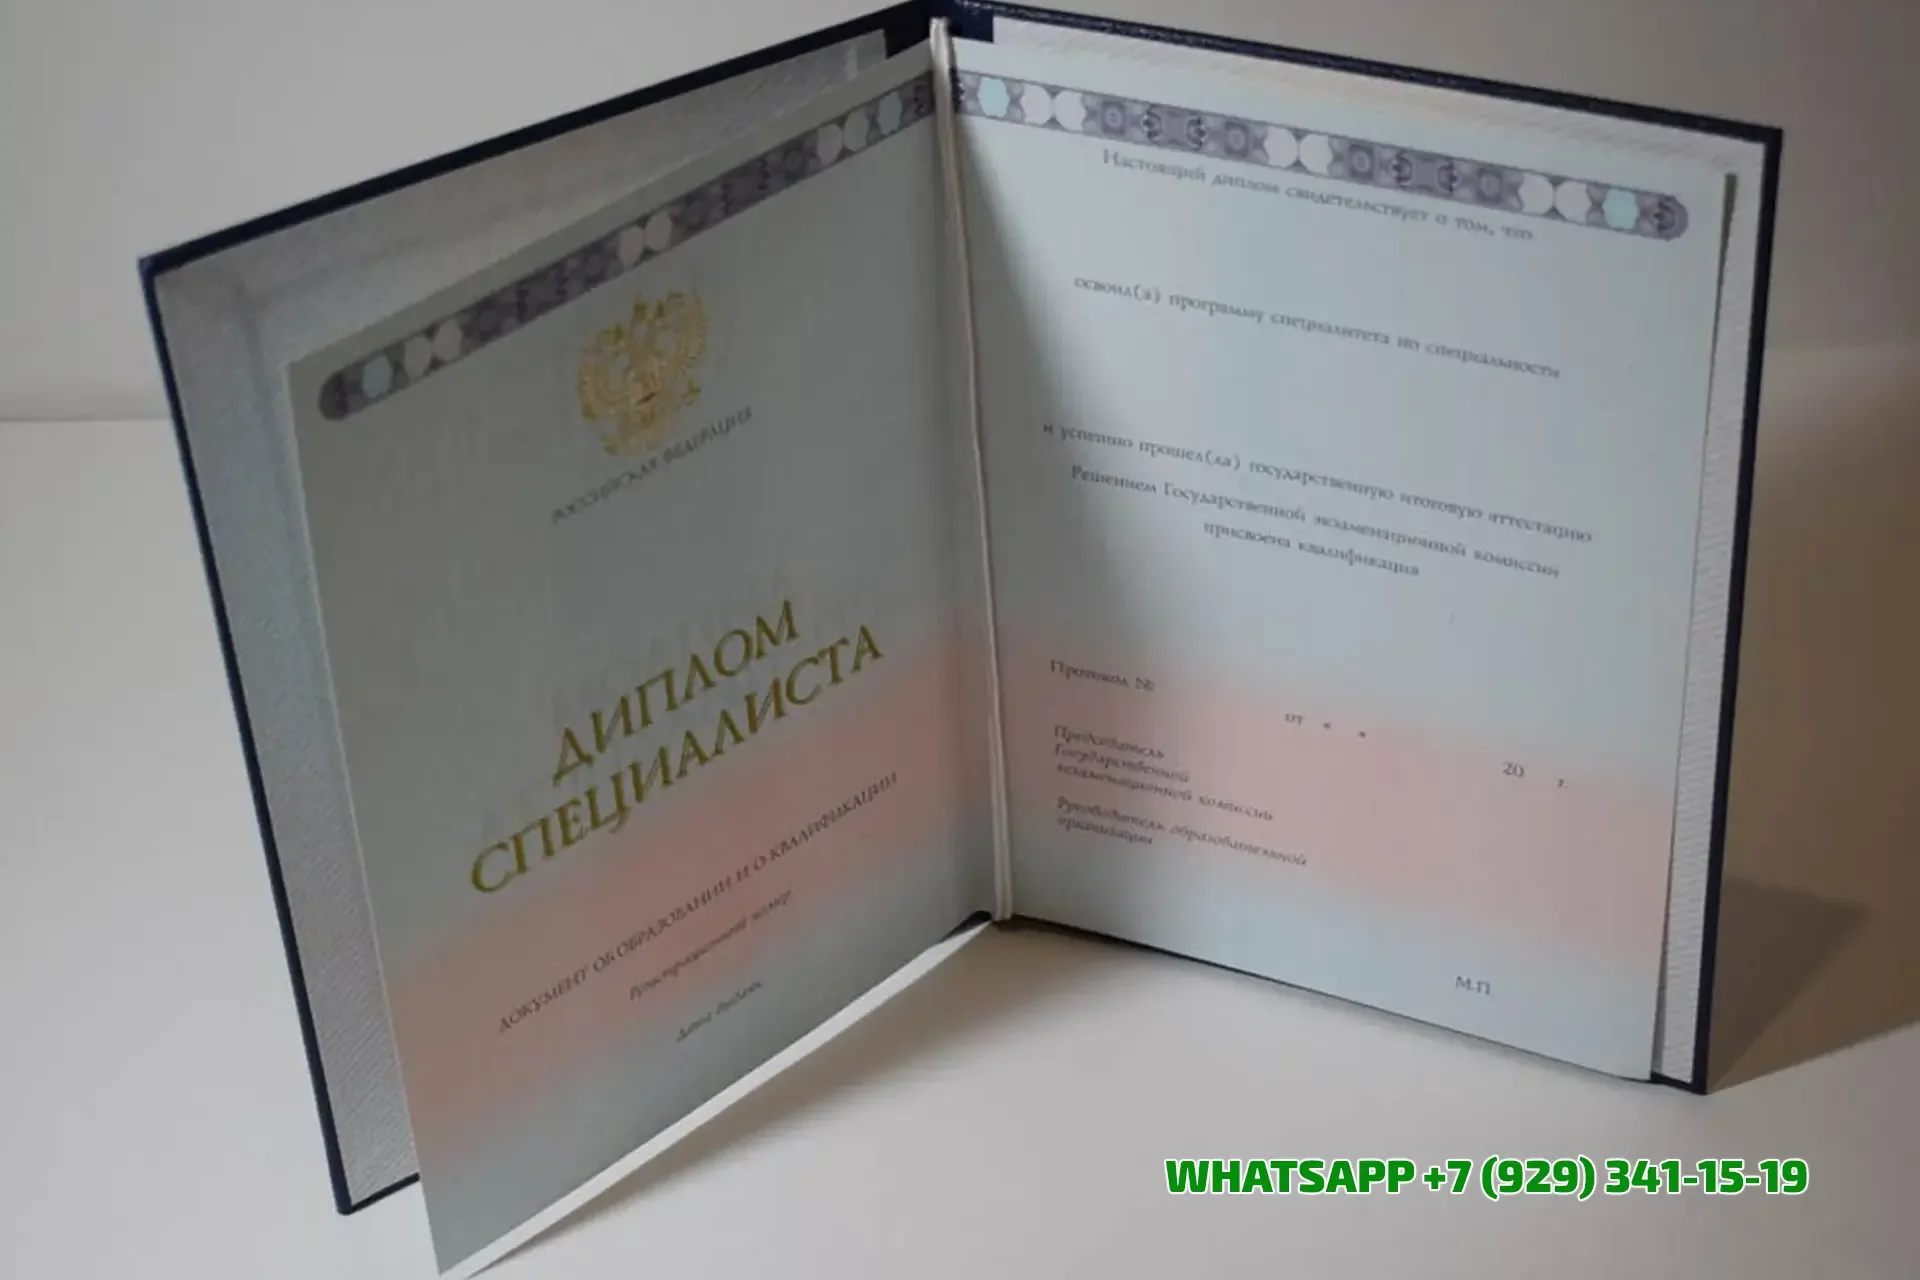 РОССИЙСКАЯ ФЕДЕРАЦИЯ
ДИПЛОМ
СПЕЦИАЛИСТА
ДОКУМЕНТ ОБ ОБРАЗОВАНИИ И О КВАЛИФИКАЦИИ
Регистрационный номер
Дата выдачи
Настоящий диплом свидетельствует о том, что
освоил(а) программу специалитета по специальности
и успешно прошел(ла) государственную итоговую аттестацию
Решением Государственной экзаменационной комиссии
присвоена квалификация
Протокол №
от « » 20 г.
Председатель
Государственной
экзаменационной комиссии
Руководитель образовательной
организации
М.П.
WHATSAPP +7 (929) 341-15-19